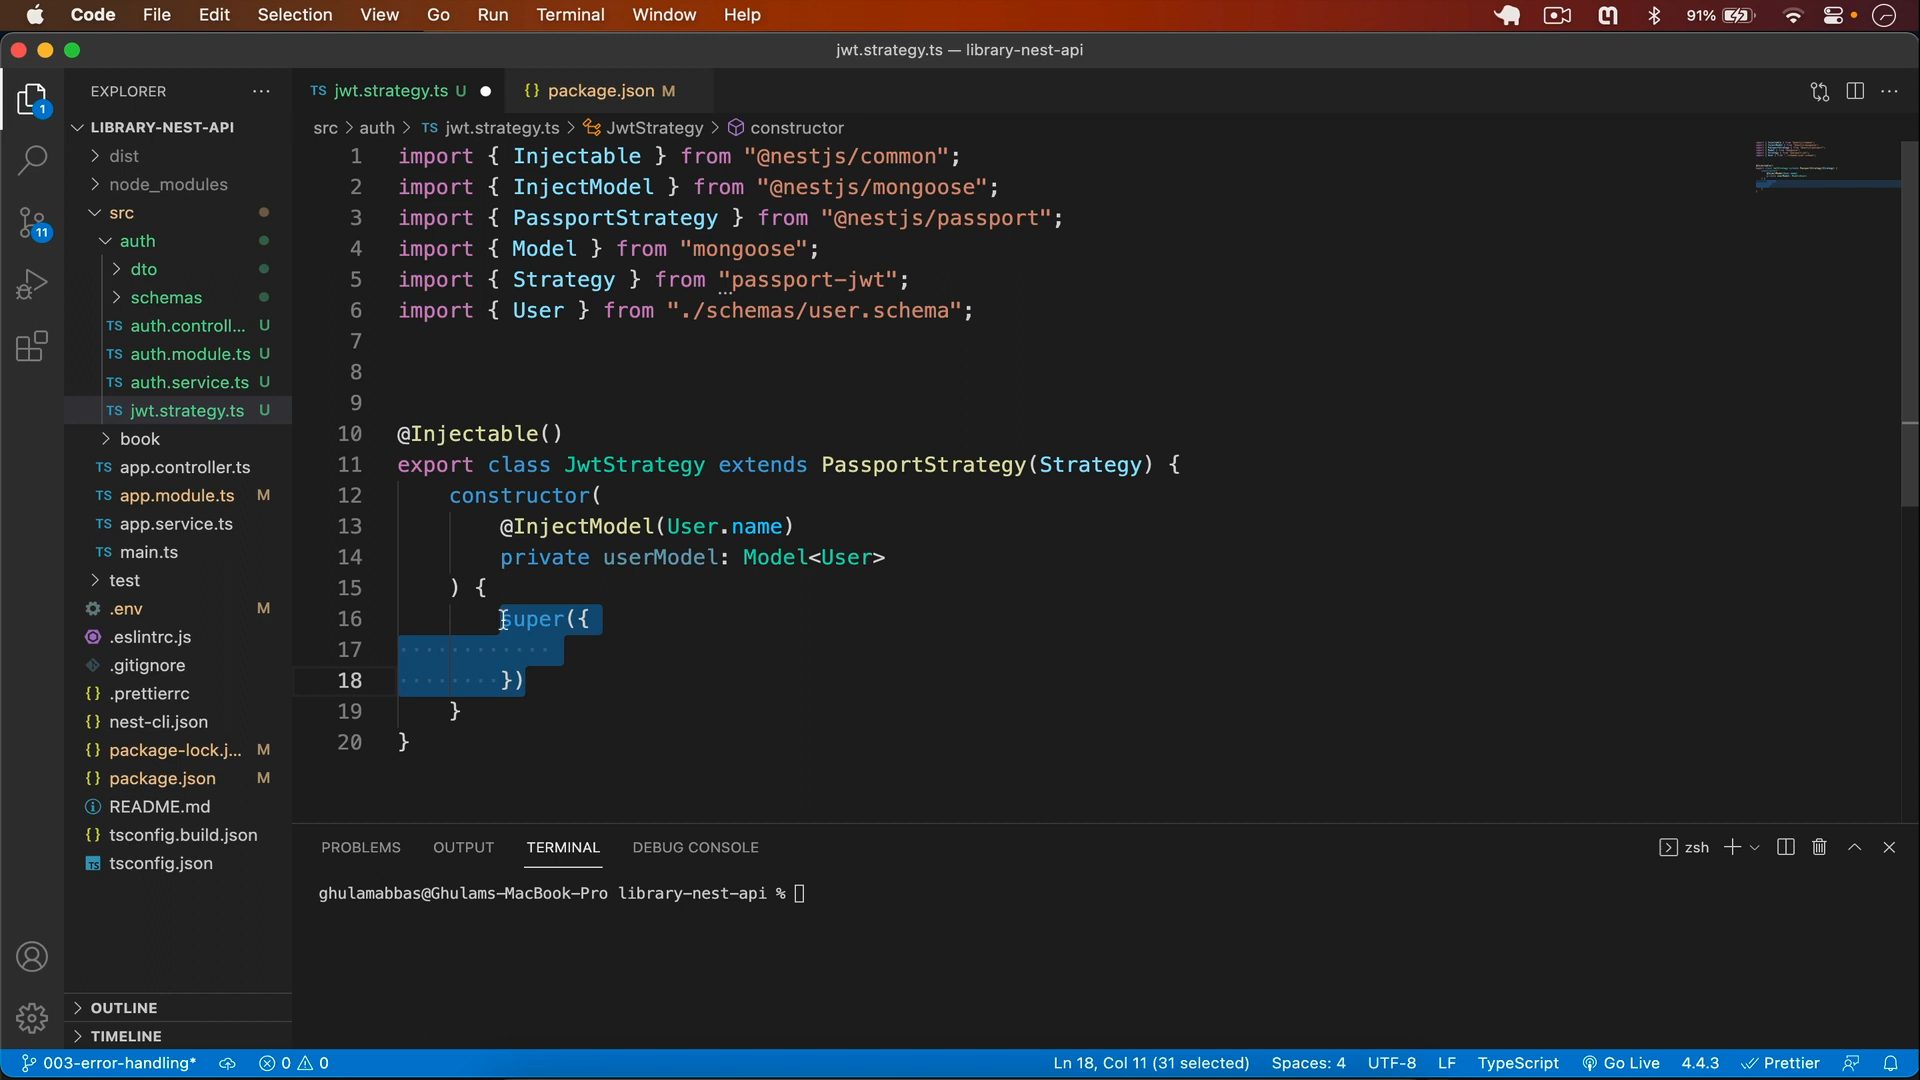 Code File Edit Selection View Go Run Terminal Window Help 91%
jwt.strategy.ts — library-nest-api
EXPLORER
1
11
LIBRARY-NEST-API
dist
node_modules
src
auth
dto
schemas
TS auth.controll... U
TS auth.module.ts U
TS auth.service.ts U
TS jwt.strategy.ts U
book
TS app.controller.ts
TS app.module.ts M
TS app.service.ts
TS main.ts
test
.env M
.eslintrc.js
.gitignore
{} .prettierrc
{} nest-cli.json
{} package-lock.j... M
{} package.json M
README.md
{} tsconfig.build.json
TS tsconfig.json
OUTLINE
TIMELINE
TS jwt.strategy.ts U ● {} package.json M
src > auth > TS jwt.strategy.ts > JwtStrategy > constructor
1 import { Injectable } from "@nestjs/common";
2 import { InjectModel } from "@nestjs/mongoose";
3 import { PassportStrategy } from "@nestjs/passport";
4 import { Model } from "mongoose";
5 import { Strategy } from "passport-jwt";
6 import { User } from "./schemas/user.schema";
7
8
9
10 @Injectable()
11 export class JwtStrategy extends PassportStrategy(Strategy) {
12 constructor(
13 @InjectModel(User.name)
14 private userModel: Model<User>
15 ) {
16 super({
17
18 })
19 }
20 }
PROBLEMS OUTPUT TERMINAL DEBUG CONSOLE zsh
ghulamabbas@Ghulams-MacBook-Pro library-nest-api %
003-error-handling* 0 0 Ln 18, Col 11 (31 selected) Spaces: 4 UTF-8 LF TypeScript Go Live 4.4.3 Prettier